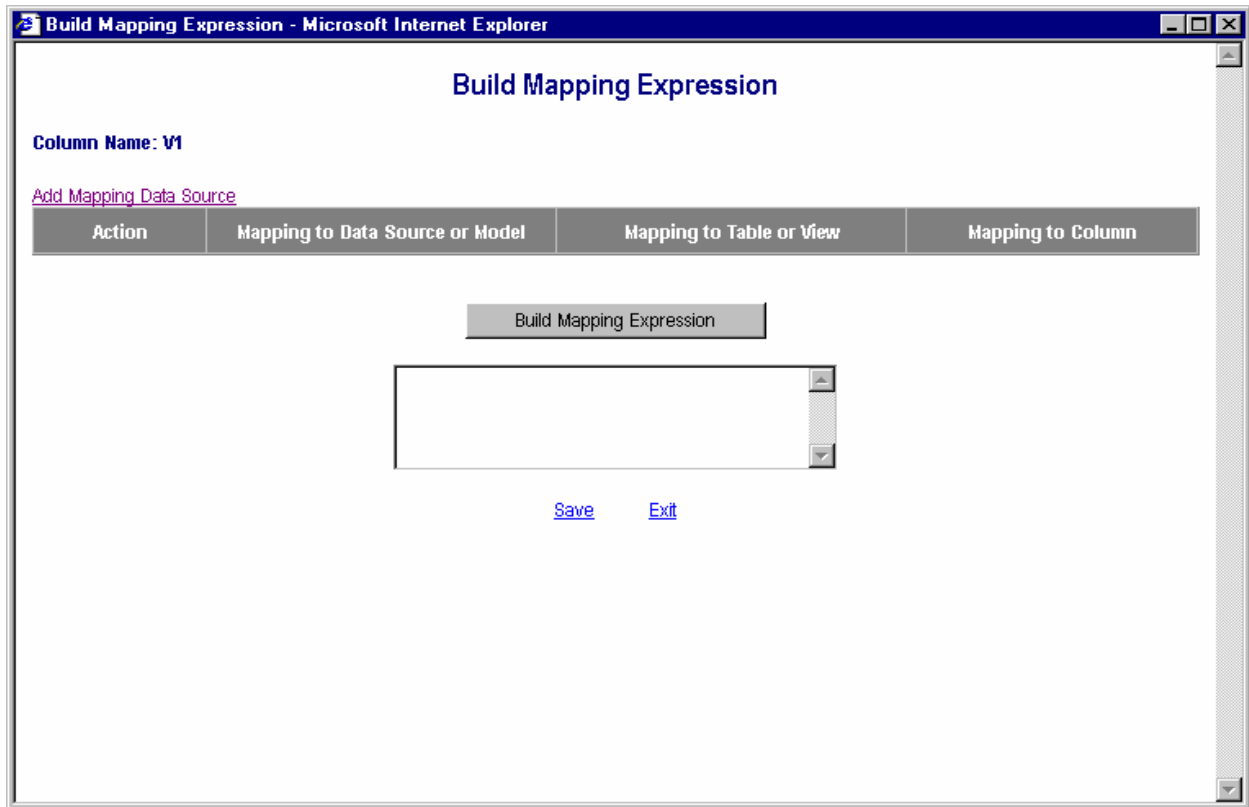 Build Mapping Expression - Microsoft Internet Explorer
Build Mapping Expression
Column Name: V1
Add Mapping Data Source
Action Mapping to Data Source or Model Mapping to Table or View Mapping to Column
Build Mapping Expression
Save Exit